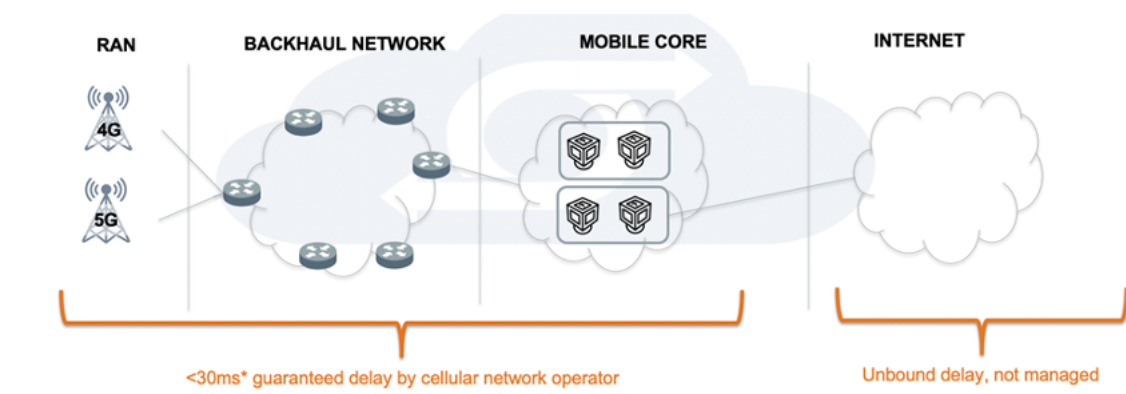 RAN
BACKHAUL NETWORK
MOBILE CORE
INTERNET
4G
5G
<30ms* guaranteed delay by cellular network operator
Unbound delay, not managed